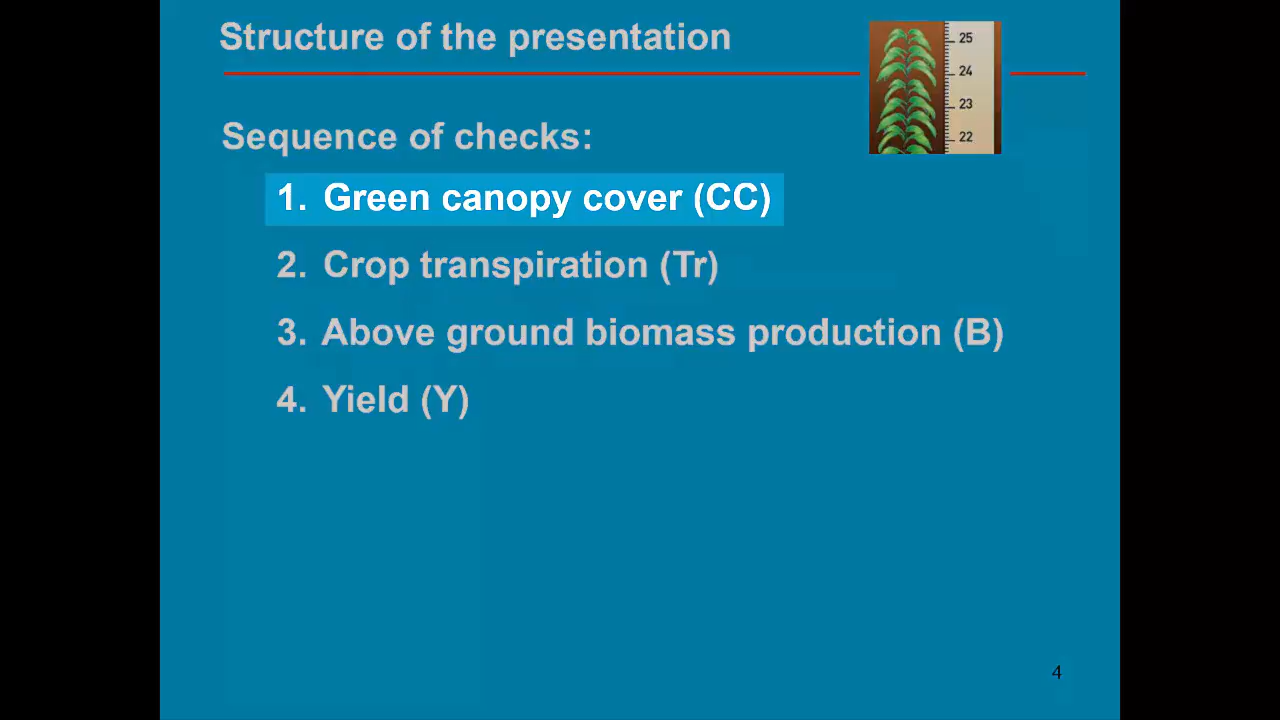 Structure of the presentation
25
24
23
22
Sequence of checks:
1. Green canopy cover (CC)
2. Crop transpiration (Tr)
3. Above ground biomass production (B)
4. Yield (Y)
4